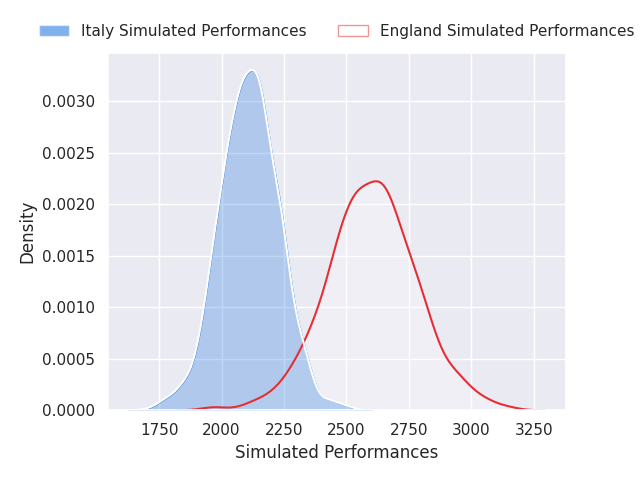 Italy Simulated Performances England Simulated Performances
0.0030
0.0025
0.0020
0.0015
0.0010
0.0005
0.0000
Density
1750 2000 2250 2500 2750 3000 3250
Simulated Performances